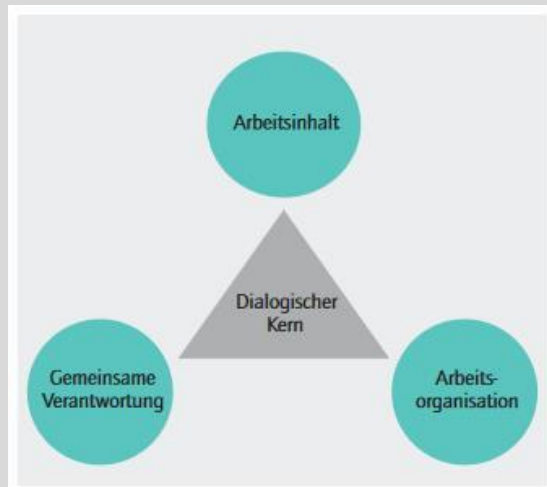 Arbeitsinhalt
Dialogischer
Kern
Gemeinsame
Verantwortung
Arbeits-
organisation